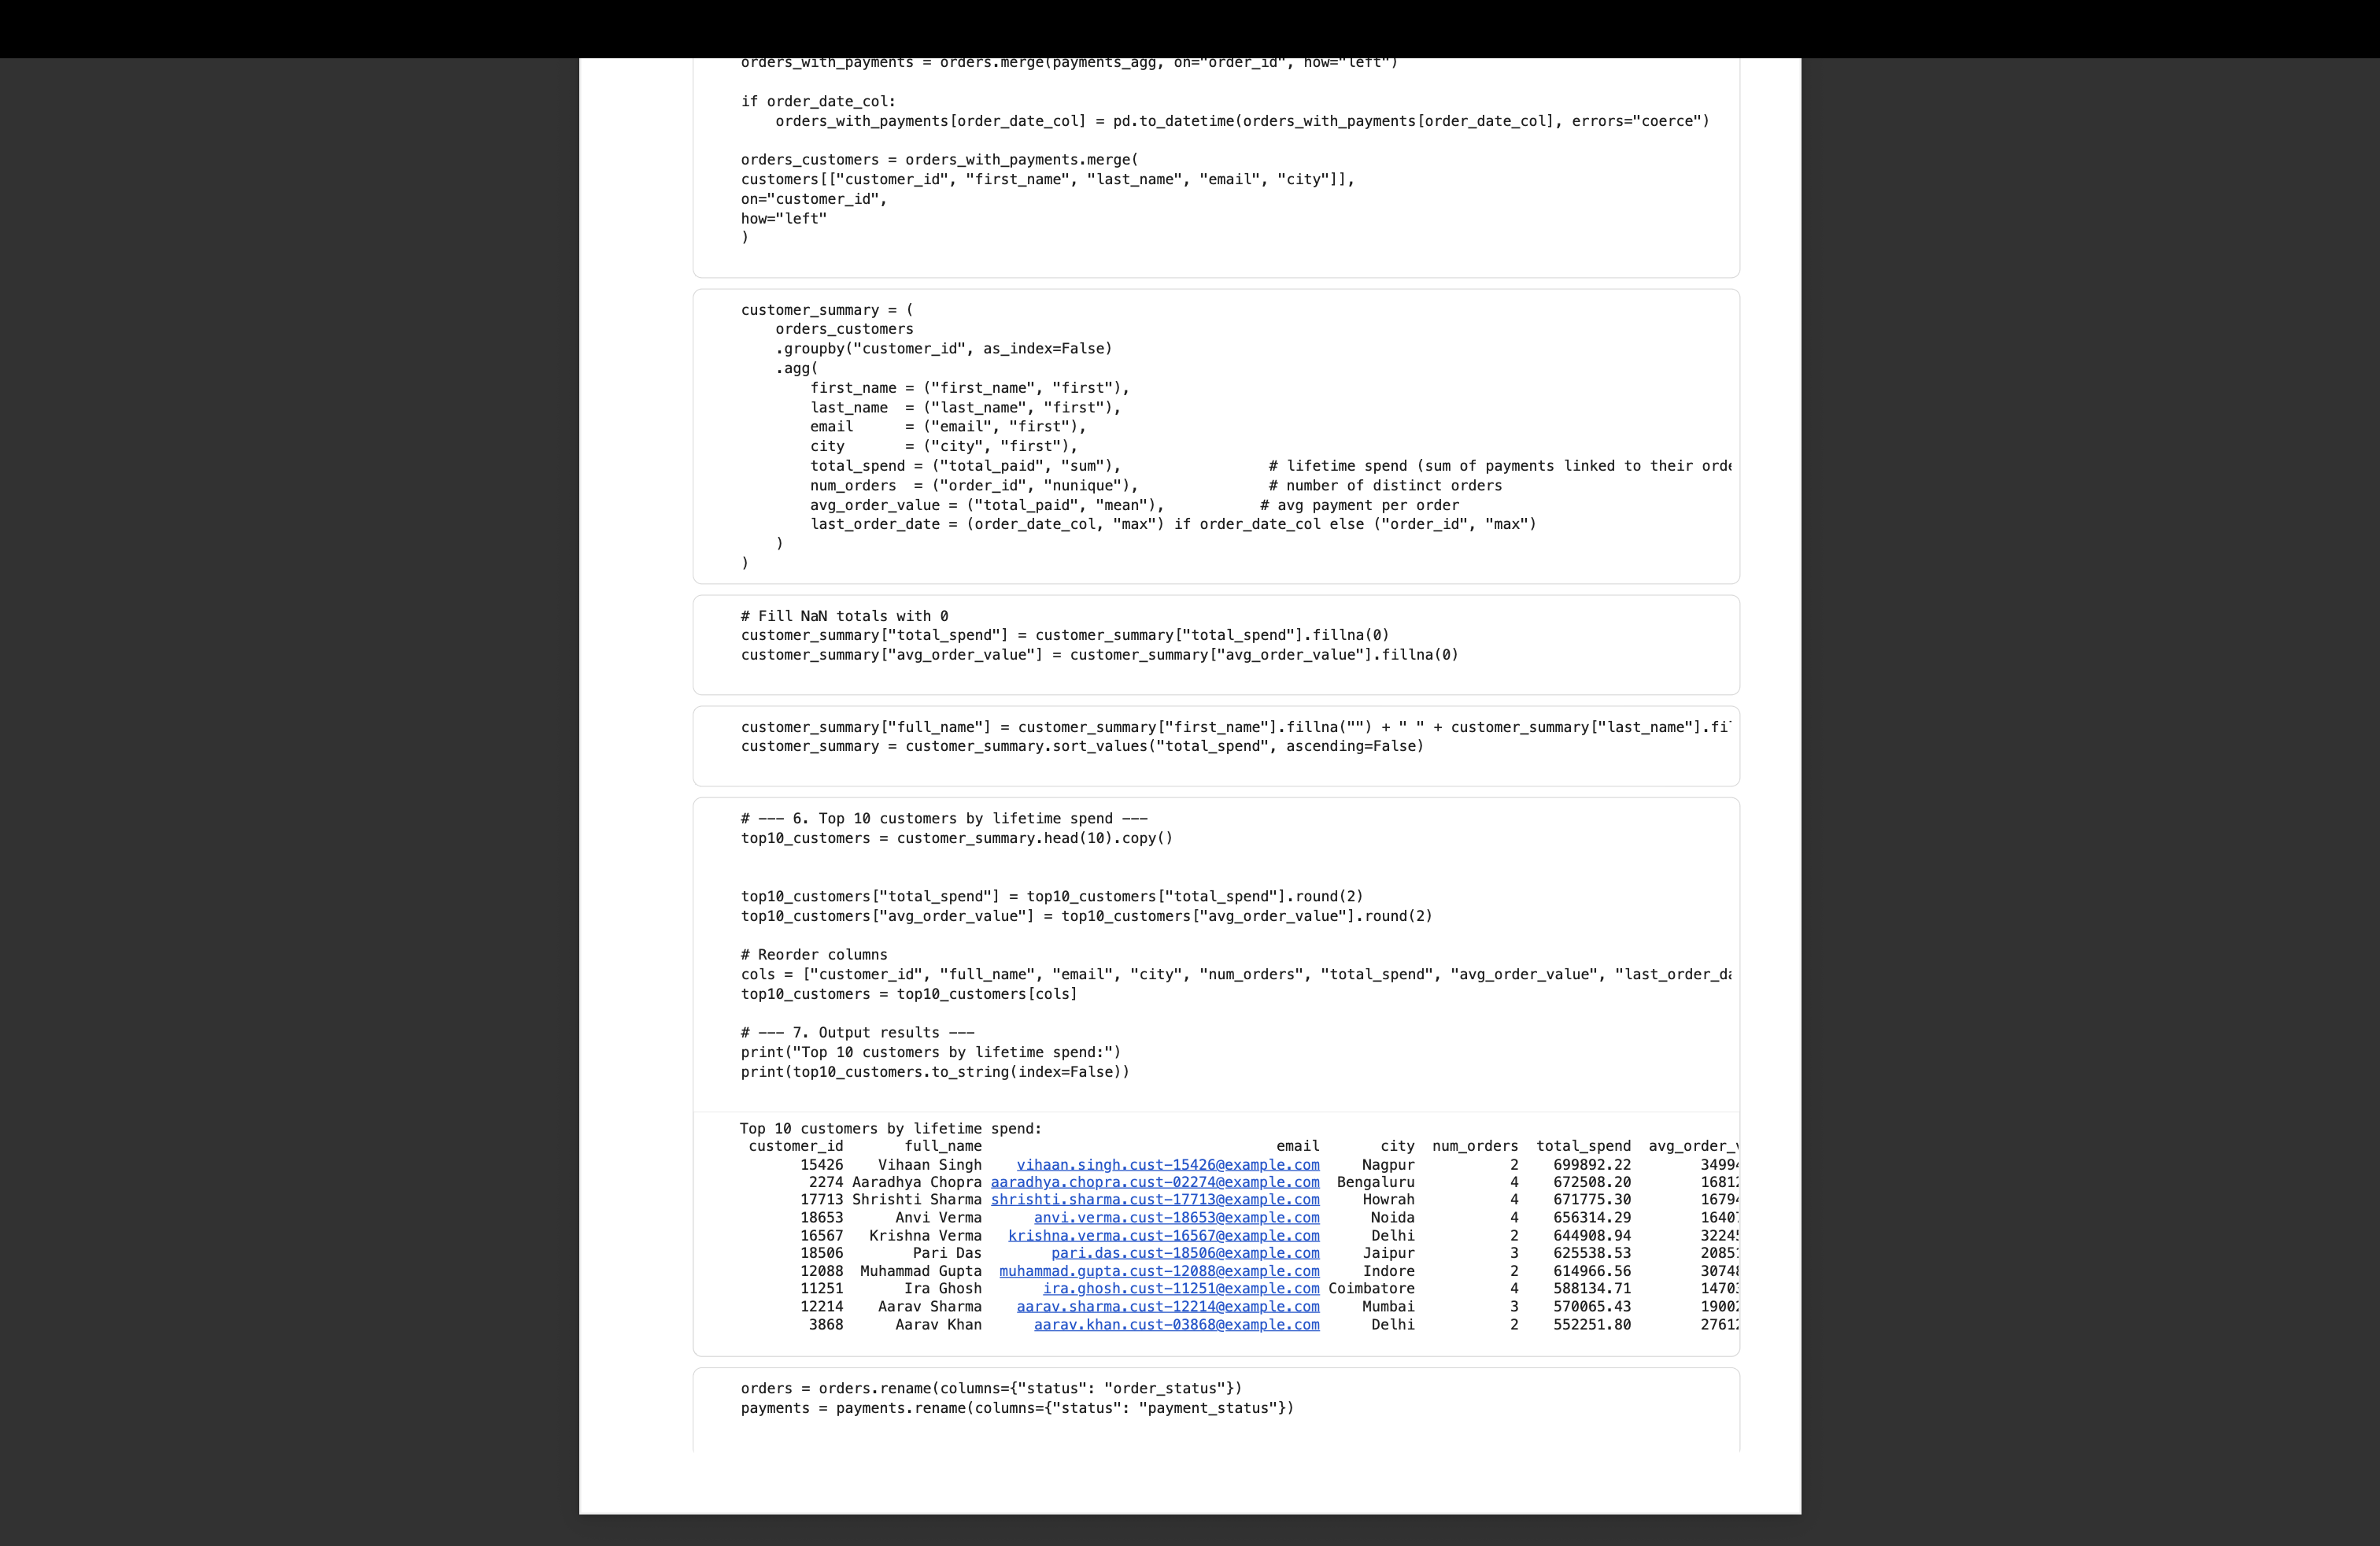 orders_with_payments = orders.merge(payments_agg, on="order_id", how="left")
if order_date_col:
    orders_with_payments[order_date_col] = pd.to_datetime(orders_with_payments[order_date_col], errors="coerce")
orders_customers = orders_with_payments.merge(
customers[["customer_id", "first_name", "last_name", "email", "city"]],
on="customer_id",
how="left"
)
customer_summary = (
    orders_customers
    .groupby("customer_id", as_index=False)
    .agg(
        first_name = ("first_name", "first"),
        last_name  = ("last_name", "first"),
        email      = ("email", "first"),
        city       = ("city", "first"),
        total_spend = ("total_paid", "sum"),                 # lifetime spend (sum of payments linked to their orde
        num_orders  = ("order_id", "nunique"),               # number of distinct orders
        avg_order_value = ("total_paid", "mean"),           # avg payment per order
        last_order_date = (order_date_col, "max") if order_date_col else ("order_id", "max")
    )
)
# Fill NaN totals with 0
customer_summary["total_spend"] = customer_summary["total_spend"].fillna(0)
customer_summary["avg_order_value"] = customer_summary["avg_order_value"].fillna(0)
customer_summary["full_name"] = customer_summary["first_name"].fillna("") + " " + customer_summary["last_name"].fi
customer_summary = customer_summary.sort_values("total_spend", ascending=False)
# --- 6. Top 10 customers by lifetime spend ---
top10_customers = customer_summary.head(10).copy()
top10_customers["total_spend"] = top10_customers["total_spend"].round(2)
top10_customers["avg_order_value"] = top10_customers["avg_order_value"].round(2)
# Reorder columns
cols = ["customer_id", "full_name", "email", "city", "num_orders", "total_spend", "avg_order_value", "last_order_da
top10_customers = top10_customers[cols]
# --- 7. Output results ---
print("Top 10 customers by lifetime spend:")
print(top10_customers.to_string(index=False))
Top 10 customers by lifetime spend:
customer_id full_name email city num_orders total_spend avg_order_v
15426 Vihaan Singh vihaan.singh.cust-15426@example.com Nagpur 2 699892.22 3499
2274 Aaradhya Chopra aaradhya.chopra.cust-02274@example.com Bengaluru 4 672508.20 1681
17713 Shrishti Sharma shrishti.sharma.cust-17713@example.com Howrah 4 671775.30 1679
18653 Anvi Verma anvi.verma.cust-18653@example.com Noida 4 656314.29 1640
16567 Krishna Verma krishna.verma.cust-16567@example.com Delhi 2 644908.94 3224
18506 Pari Das pari.das.cust-18506@example.com Jaipur 3 625538.53 2085
12088 Muhammad Gupta muhammad.gupta.cust-12088@example.com Indore 2 614966.56 3074
11251 Ira Ghosh ira.ghosh.cust-11251@example.com Coimbatore 4 588134.71 1470
12214 Aarav Sharma aarav.sharma.cust-12214@example.com Mumbai 3 570065.43 1900
3868 Aarav Khan aarav.khan.cust-03868@example.com Delhi 2 552251.80 2761
orders = orders.rename(columns={"status": "order_status"})
payments = payments.rename(columns={"status": "payment_status"})